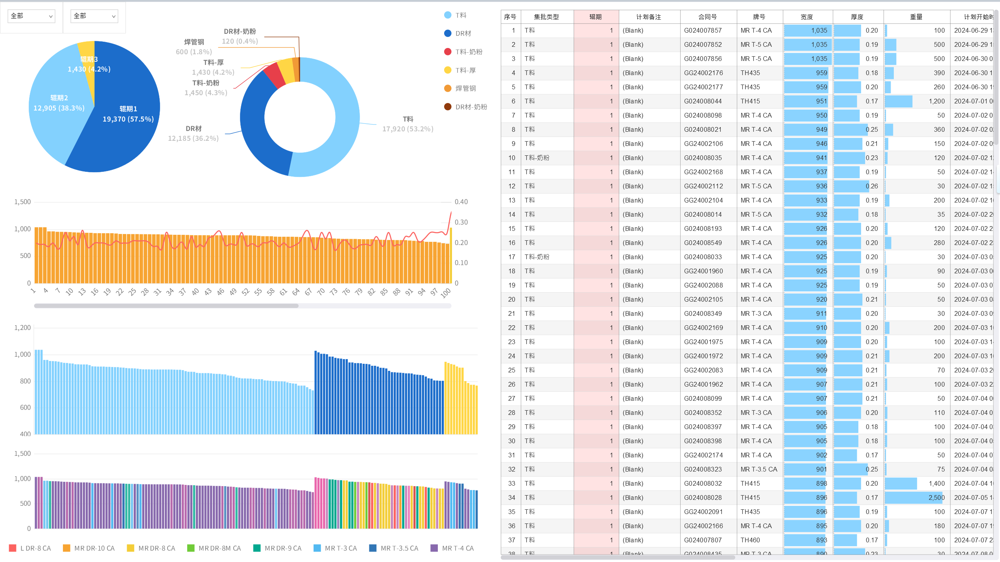 全部
全部
辊期3
1,430 (4.2%)
辊期2
12,905 (38.3%)
辊期1
19,370 (57.5%)
DR材-奶粉
120 (0.4%)
焊管钢
600 (1.8%)
T料-厚
1,430 (4.2%)
T料-奶粉
1,450 (4.3%)
DR材
12,185 (36.2%)
T料
17,920 (53.2%)
T料
DR材
T料-奶粉
T料-厚
焊管钢
DR材-奶粉
1,500
1,000
500
0
0.40
0.30
0.20
0.10
0
1 4 7 10 13 16 19 22 25 28 31 34 37 40 43 46 49 52 55 58 61 64 67 70 73 76 79 82 85 88 91 94 97 100
1,200
1,000
800
600
400
1,500
1,000
500
0
L DR-8 CA MR DR-10 CA MR DR-8 CA MR DR-8M CA MR DR-9 CA MR T-3 CA MR T-3.5 CA MR T-4 CA
序号 集批类型 辊期 计划备注 合同号 牌号 宽度 厚度 重量 计划开始时
1 T料 1 (Blank) G024007857 MR T-4 CA 1,035 0.20 100 2024-06-29
2 T料 1 (Blank) G024007852 MR T-5 CA 1,035 0.19 500 2024-06-29
3 T料 1 (Blank) G024007856 MR T-5 CA 1,035 0.19 500 2024-06-30
4 T料 1 (Blank) GG24002176 TH435 959 0.18 390 2024-06-30
5 T料 1 (Blank) GG24002177 TH435 959 0.20 260 2024-06-30
6 T料 1 (Blank) G024008044 TH415 951 0.17 1,200 2024-07-01
7 T料 1 (Blank) G024008098 MR T-4 CA 950 0.19 50 2024-07-02
8 T料 1 (Blank) G024008021 MR T-4 CA 949 0.25 360 2024-07-02
9 T料 1 (Blank) GG24002106 MR T-4 CA 946 0.21 150 2024-07-02
10 T料-奶粉 1 (Blank) G024008035 MR T-4 CA 941 0.23 120 2024-07-02
11 T料 1 (Blank) GG24002168 MR T-4 CA 937 0.19 50 2024-07-02
12 T料 1 (Blank) GG24002112 MR T-5 CA 936 0.26 30 2024-07-02
13 T料 1 (Blank) GG24002104 MR T-4 CA 933 0.19 200 2024-07-02
14 T料 1 (Blank) G024008014 MR T-5 CA 932 0.18 35 2024-07-02
15 T料 1 (Blank) G024008193 MR T-4 CA 926 0.20 120 2024-07-02
16 T料 1 (Blank) G024008549 MR T-4 CA 926 0.20 280 2024-07-02
17 T料-奶粉 1 (Blank) G024008033 MR T-4 CA 925 0.20 30 2024-07-03
18 T料 1 (Blank) GG24001960 MR T-4 CA 925 0.19 90 2024-07-03
19 T料 1 (Blank) GG24002088 MR T-4 CA 925 0.19 50 2024-07-03
20 T料 1 (Blank) GG24002105 MR T-4 CA 920 0.21 50 2024-07-03
21 T料 1 (Blank) G024008349 MR T-3 CA 911 0.20 30 2024-07-03
22 T料 1 (Blank) GG24002169 MR T-4 CA 910 0.20 200 2024-07-03
23 T料 1 (Blank) GG24001975 MR T-4 CA 909 0.20 100 2024-07-03
24 T料 1 (Blank) GG24001972 MR T-4 CA 909 0.21 200 2024-07-03
25 T料 1 (Blank) GG24002083 MR T-4 CA 909 0.21 70 2024-07-03
26 T料 1 (Blank) GG24001962 MR T-4 CA 907 0.21 100 2024-07-03
27 T料 1 (Blank) G024008099 MR T-4 CA 907 0.21 50 2024-07-04
28 T料 1 (Blank) G024008352 MR T-3 CA 906 0.20 110 2024-07-04
29 T料 1 (Blank) G024008397 MR T-4 CA 905 0.18 100 2024-07-04
30 T料 1 (Blank) G024008398 MR T-4 CA 905 0.18 100 2024-07-04
31 T料 1 (Blank) GG24002174 MR T-4 CA 902 0.17 50 2024-07-04
32 T料 1 (Blank) G024008323 MR T-3.5 CA 901 0.25 75 2024-07-04
33 T料 1 (Blank) G024008032 TH415 898 0.20 1,400 2024-07-04
34 T料 1 (Blank) G024008028 TH415 896 0.17 2,500 2024-07-05
35 T料 1 (Blank) GG24002091 TH435 896 0.19 100 2024-07-07
36 T料 1 (Blank) GG24002166 MR T-4 CA 895 0.20 180 2024-07-07
37 T料 1 (Blank) G024007807 TH460 893 0.17 100 2024-07-07
38 T料 1 (Blank) G024008435 MR T-3 CA 890 0.23 30 2024-07-08